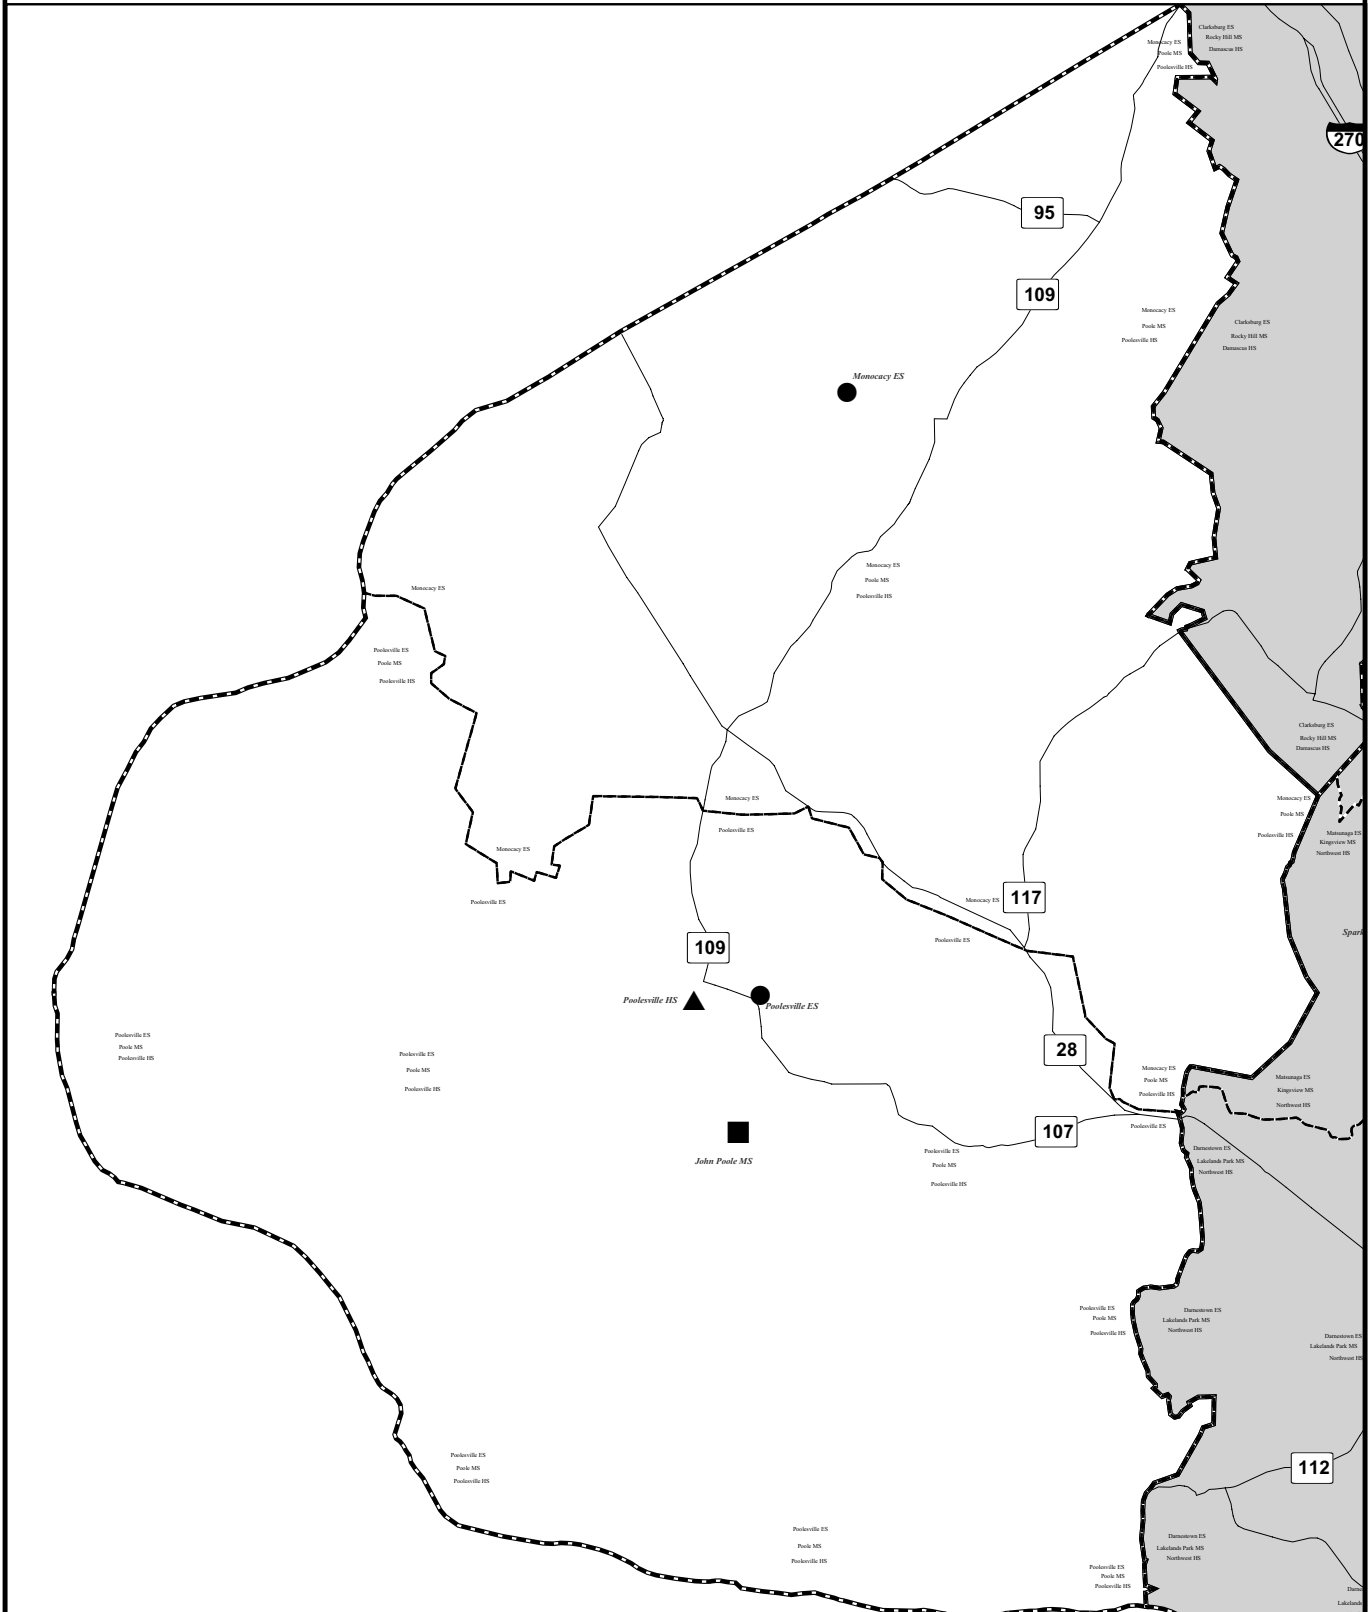 Clarksburg ES
Rocky Hill MS
Damascus HS
Monocacy ES
Poole MS
Poolesville HS
270
95
109
Monocacy ES
Poole MS
Poolesville HS
Clarksburg ES
Rocky Hill MS
Damascus HS
Monocacy ES
Monocacy ES
Poole MS
Poolesville HS
Monocacy ES
Poolesville ES
Poole MS
Poolesville HS
Clarksburg ES
Rocky Hill MS
Damascus HS
Monocacy ES
Poolesville ES
Monocacy ES
Poole MS
Poolesville HS
Matsunaga ES
Kingsview MS
Northwest HS
Monocacy ES
Poolesville ES
117
Monocacy ES
Poolesville ES
Spark
109
Poolesville HS
Poolesville ES
28
Poolesville ES
Poole MS
Poolesville HS
Poolesville ES
Poole MS
Poolesville HS
Monocacy ES
Poole MS
Poolesville HS
Matsunaga ES
Kingsview MS
Northwest HS
Poolesville ES
107
John Poole MS
Poolesville ES
Poole MS
Poolesville HS
Darnestown ES
Lakelands Park MS
Northwest HS
Poolesville ES
Poole MS
Poolesville HS
Darnestown ES
Lakelands Park MS
Northwest HS
Darnestown ES
Lakelands Park MS
Northwest HS
Poolesville ES
Poole MS
Poolesville HS
112
Poolesville ES
Poole MS
Poolesville HS
Darnestown ES
Lakelands Park MS
Northwest HS
Poolesville ES
Poole MS
Poolesville HS
Darne
Lakelands